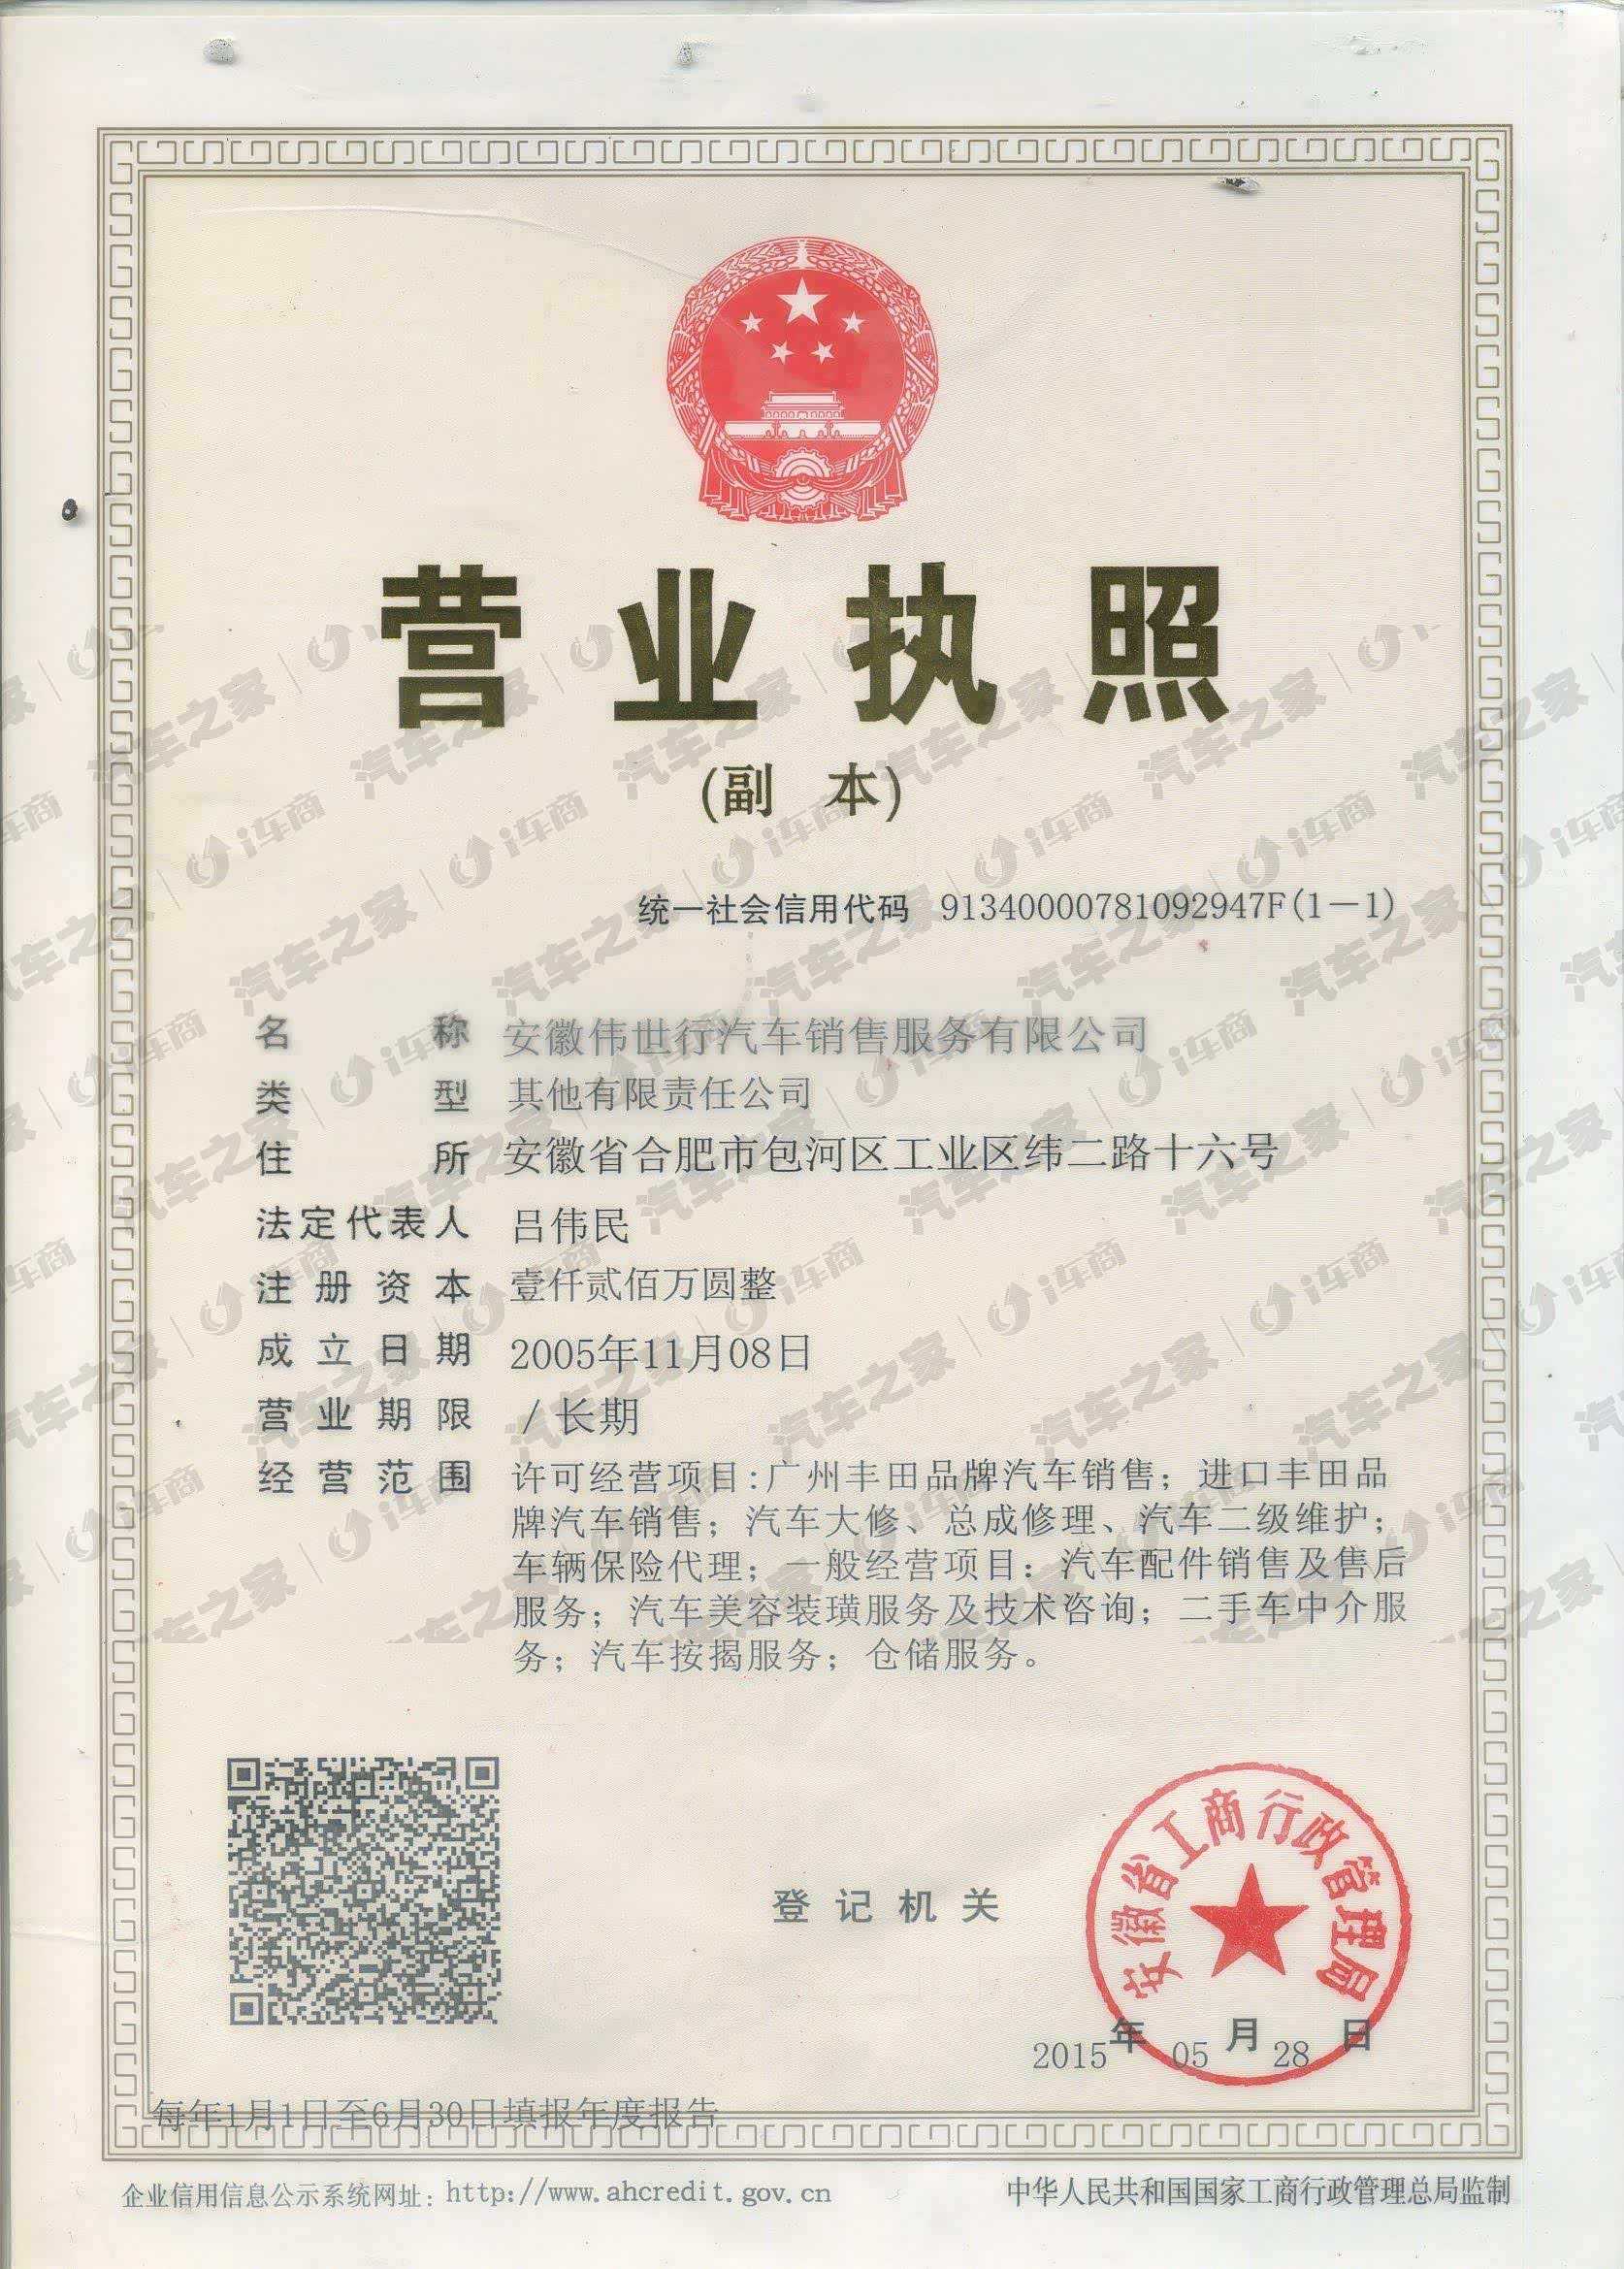 营业执照
(副 本)
统一社会信用代码 91340000781092947F(1－1)
名称 安徽伟世行汽车销售服务有限公司
类型 其他有限责任公司
住所 安徽省合肥市包河区工业区纬二路十六号
法定代表人 吕伟民
注册资本 壹仟贰佰万圆整
成立日期 2005年11月08日
营业期限 /长期
经营范围 许可经营项目:广州丰田品牌汽车销售；进口丰田品
牌汽车销售；汽车大修、总成修理、汽车二级维护；
车辆保险代理；一般经营项目：汽车配件销售及售后
服务；汽车美容装璜服务及技术咨询；二手车中介服
务；汽车按揭服务；仓储服务。
登记机关
安徽省工商行政管理局
2015年05月28日
每年1月1日至6月30日填报年度报告
企业信用信息公示系统网址：http://www.ahcredit.gov.cn
中华人民共和国国家工商行政管理总局监制
汽车之家 | i车商